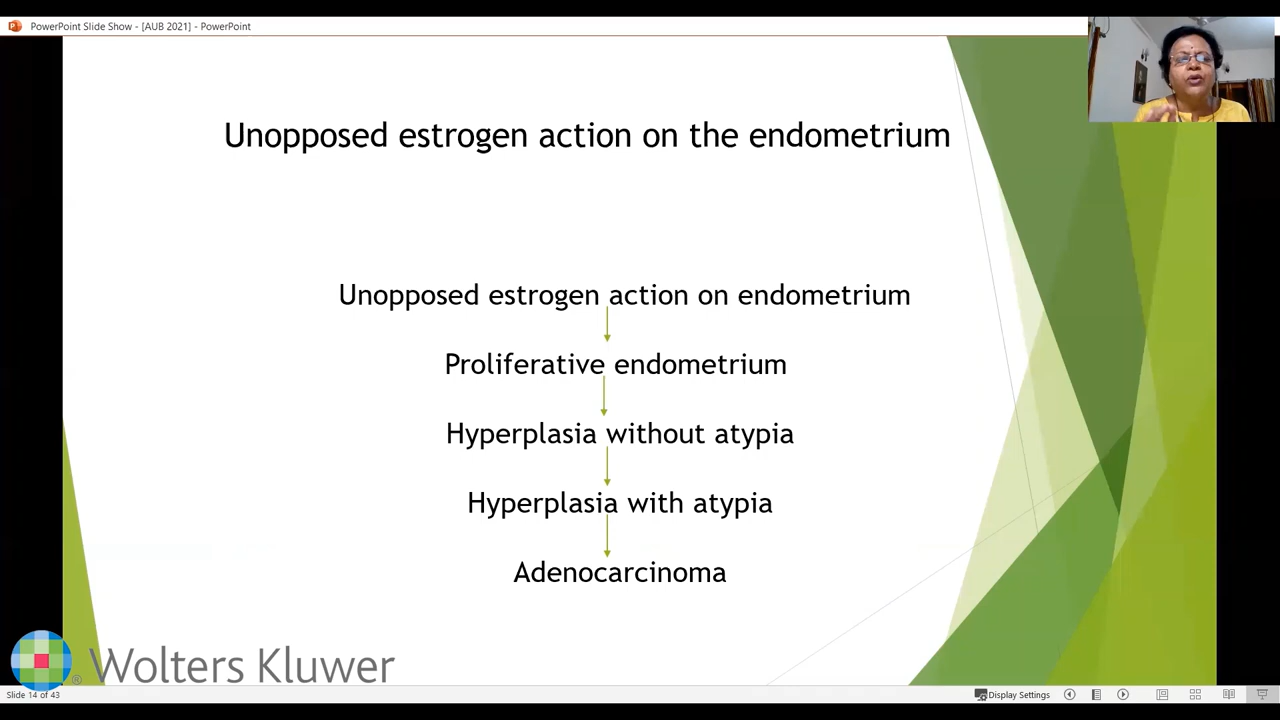 PowerPoint Slide Show - [AUB 2021] - PowerPoint
Unopposed estrogen action on the endometrium
Unopposed estrogen action on endometrium
Proliferative endometrium
Hyperplasia without atypia
Hyperplasia with atypia
Adenocarcinoma
Wolters Kluwer
Slide 14 of 43
Display Settings